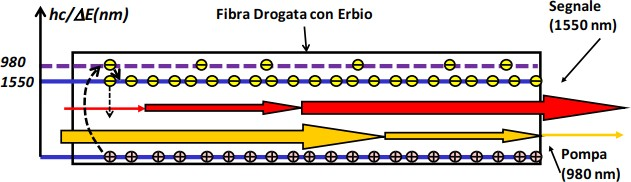 hc/ΔE(nm)
Fibra Drogata con Erbio
Segnale
(1550 nm)
980
1550
Pompa
(980 nm)